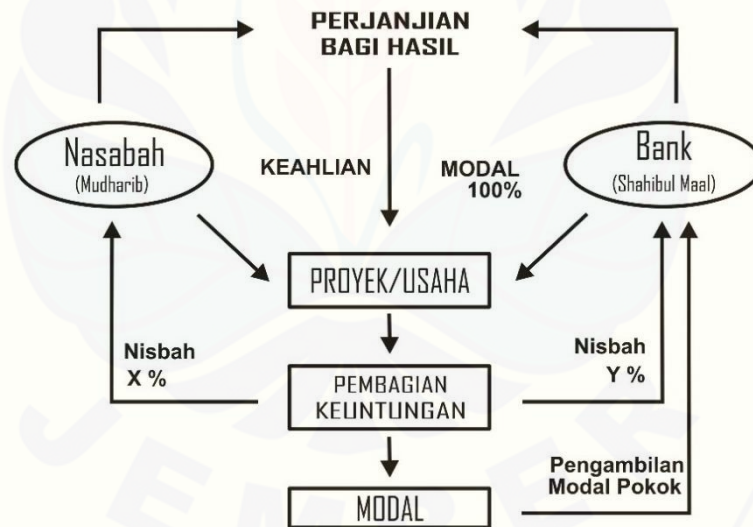 PERJANJIAN
BAGI HASIL
Nasabah
(Mudharib)
KEAHLIAN
MODAL
100%
Bank
(Shahibul Maal)
PROYEK/USAHA
Nisbah
X %
PEMBAGIAN
KEUNTUNGAN
Nisbah
Y %
MODAL
Pengambilan
Modal Pokok
JEMBER